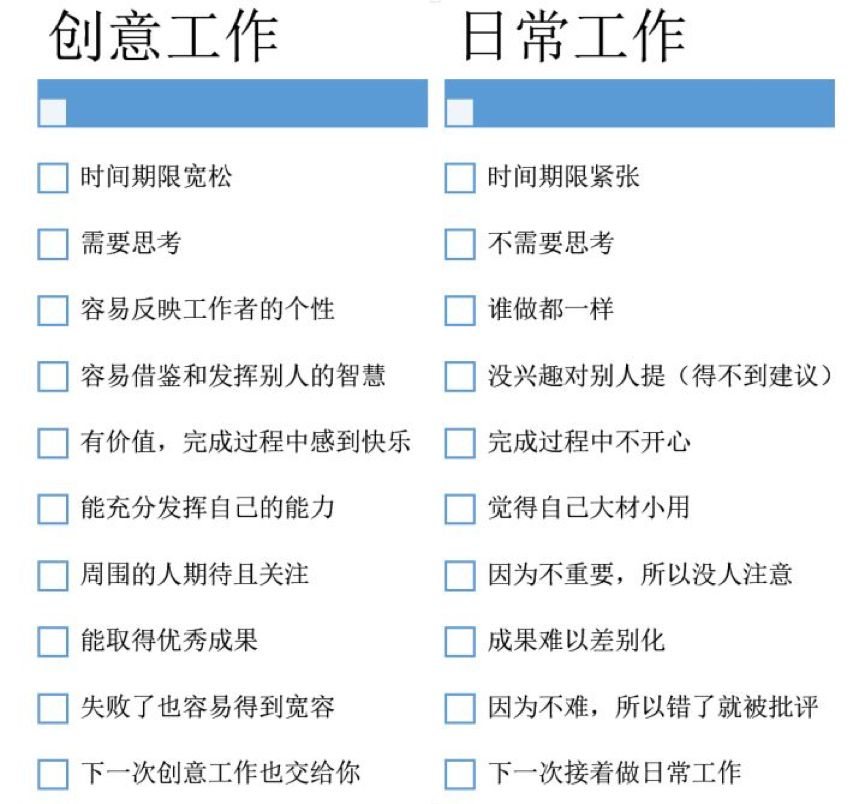 创意工作
时间期限宽松
需要思考
容易反映工作者的个性
容易借鉴和发挥别人的智慧
有价值，完成过程中感到快乐
能充分发挥自己的能力
周围的人期待且关注
能取得优秀成果
失败了也容易得到宽容
下一次创意工作也交给你
日常工作
时间期限紧张
不需要思考
谁做都一样
没兴趣对别人提（得不到建议）
完成过程中不开心
觉得自己大材小用
因为不重要，所以没人注意
成果难以差别化
因为不难，所以错了就被批评
下一次接着做日常工作